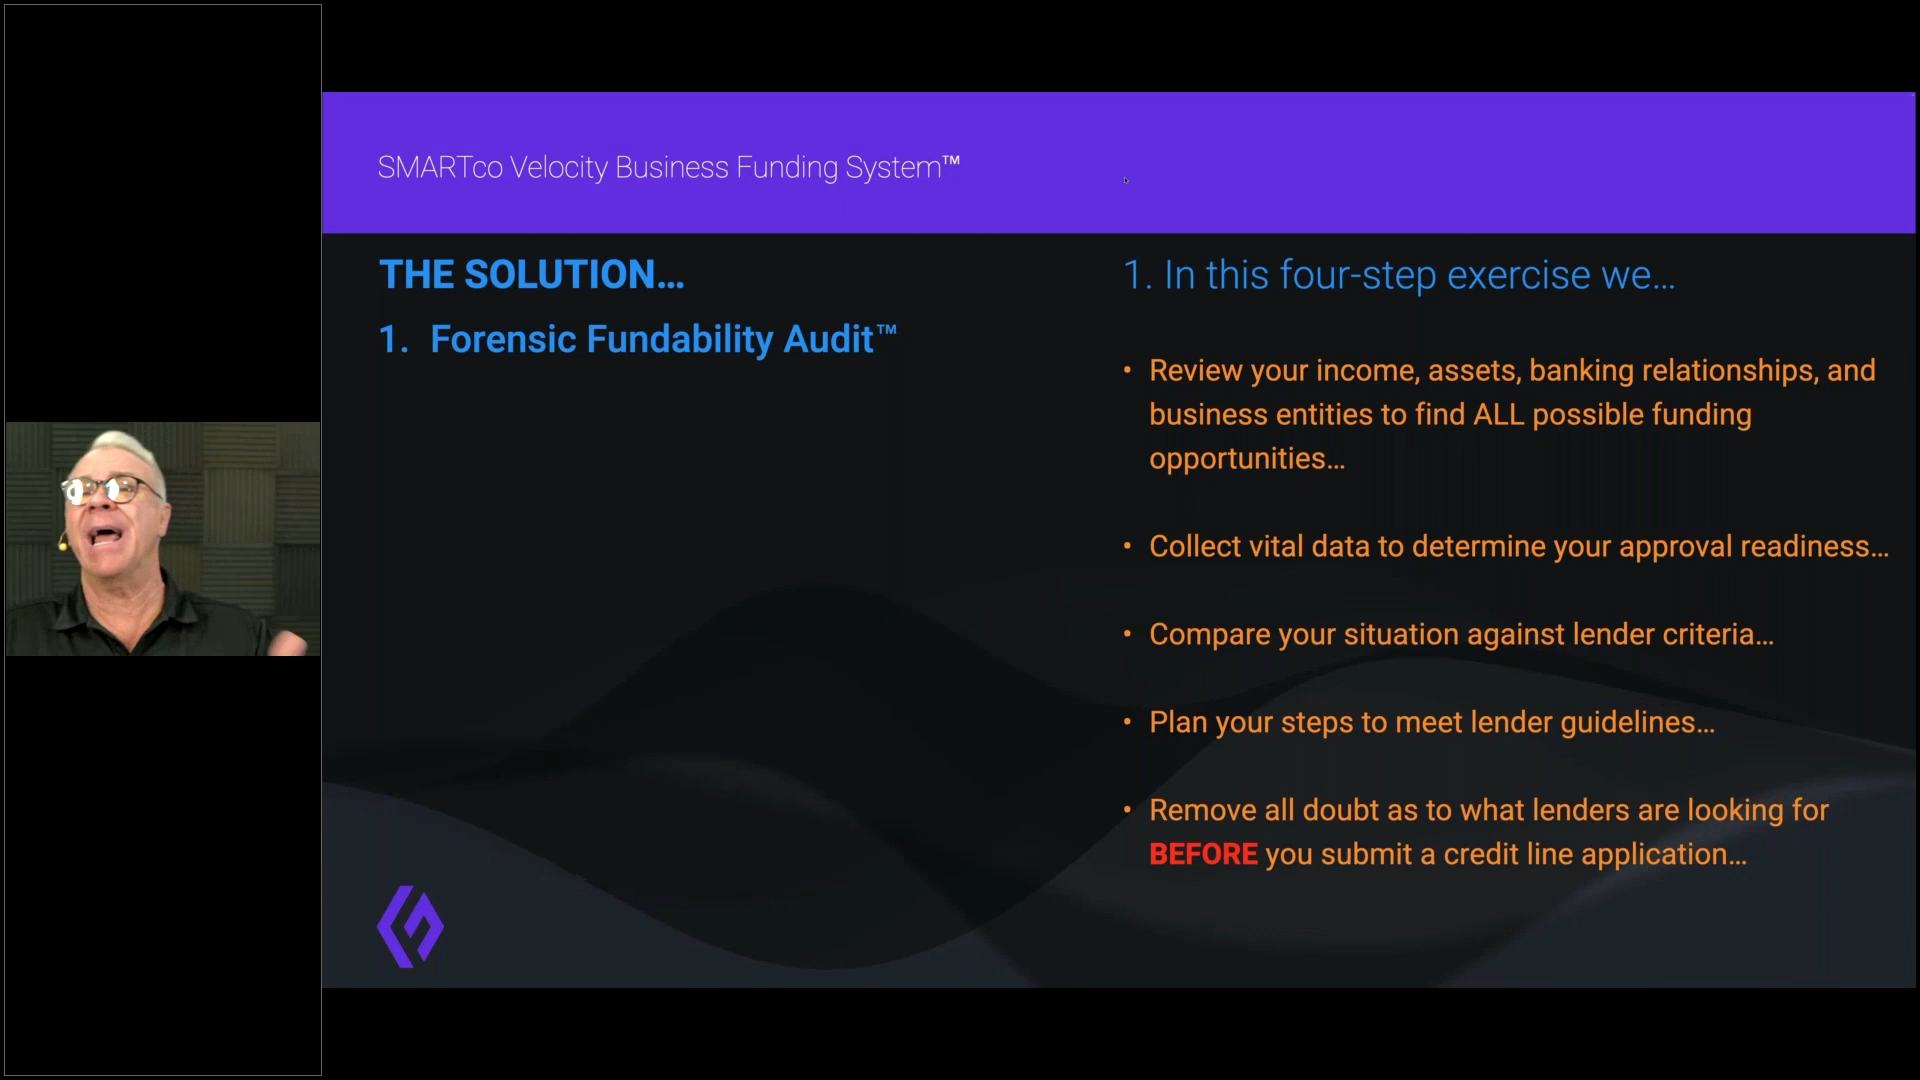 SMARTco Velocity Business Funding System™
THE SOLUTION...
1. Forensic Fundability Audit™
1. In this four-step exercise we...
• Review your income, assets, banking relationships, and
business entities to find ALL possible funding
opportunities...
• Collect vital data to determine your approval readiness...
• Compare your situation against lender criteria...
• Plan your steps to meet lender guidelines...
• Remove all doubt as to what lenders are looking for
BEFORE you submit a credit line application...